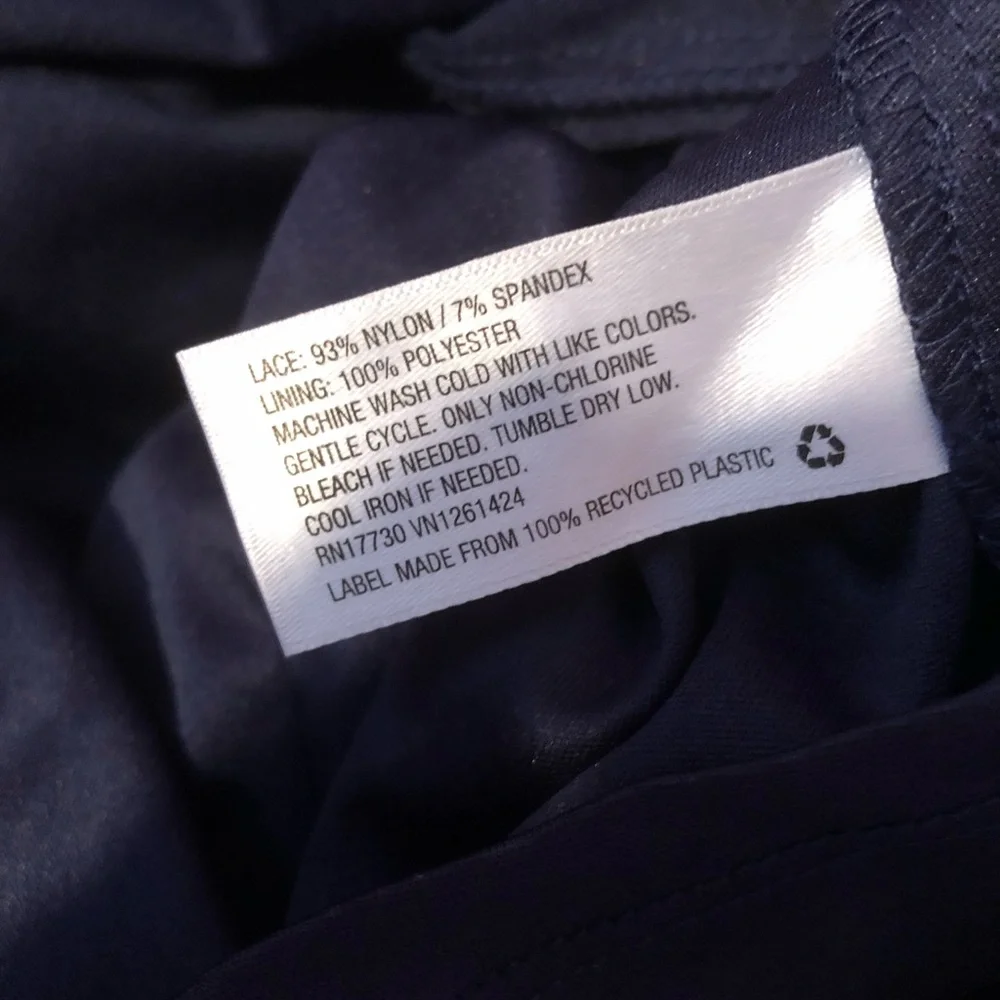 LACE: 93% NYLON / 7% SPANDEX
LINING: 100% POLYESTER
MACHINE WASH COLD WITH LIKE COLORS.
GENTLE CYCLE. ONLY NON-CHLORINE
BLEACH IF NEEDED. TUMBLE DRY LOW.
COOL IRON IF NEEDED.
RN17730 VN1261424
LABEL MADE FROM 100% RECYCLED PLASTIC